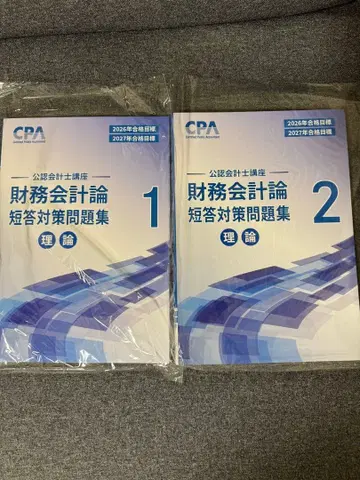 CPA
2026年合格目標
2027年合格目標
公認会計士講座
財務会計論
短答対策問題集
1
理論
CPA
2026年合格目標
2027年合格目標
公認会計士講座
財務会計論
短答対策問題集
2
理論